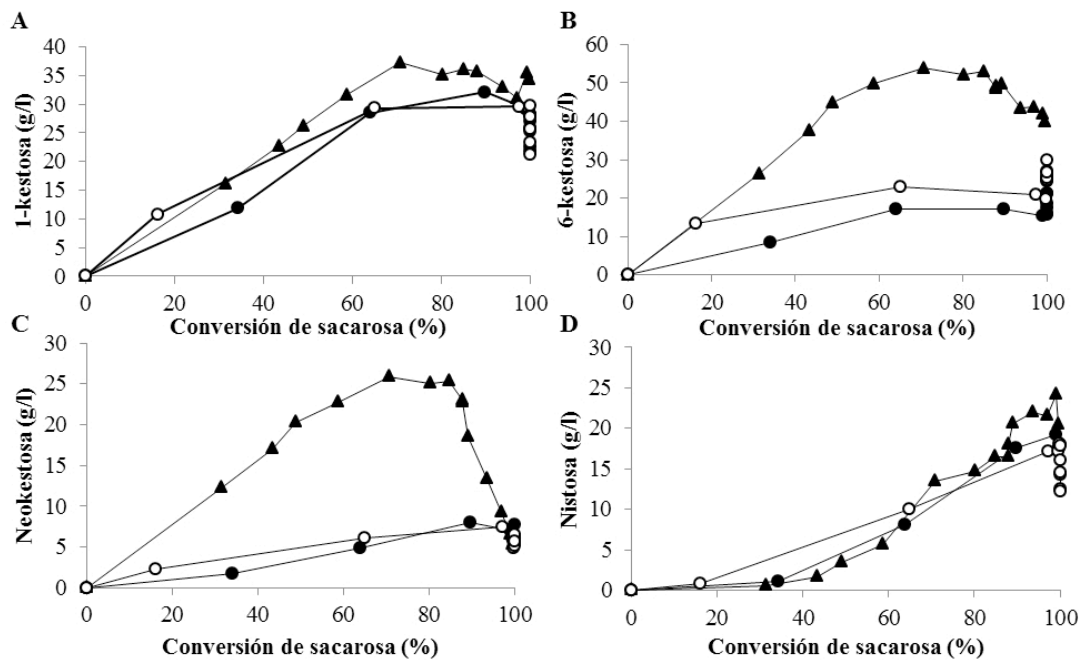 A
1-kestosa (g/l)
40
35
30
25
20
15
10
5
0
0 20 40 60 80 100
Conversión de sacarosa (%)
B
6-kestosa (g/l)
60
50
40
30
20
10
0
0 20 40 60 80 100
Conversión de sacarosa (%)
C
Neokestosa (g/l)
30
25
20
15
10
5
0
0 20 40 60 80 100
Conversión de sacarosa (%)
D
Nistosa (g/l)
30
25
20
15
10
5
0
0 20 40 60 80 100
Conversión de sacarosa (%)